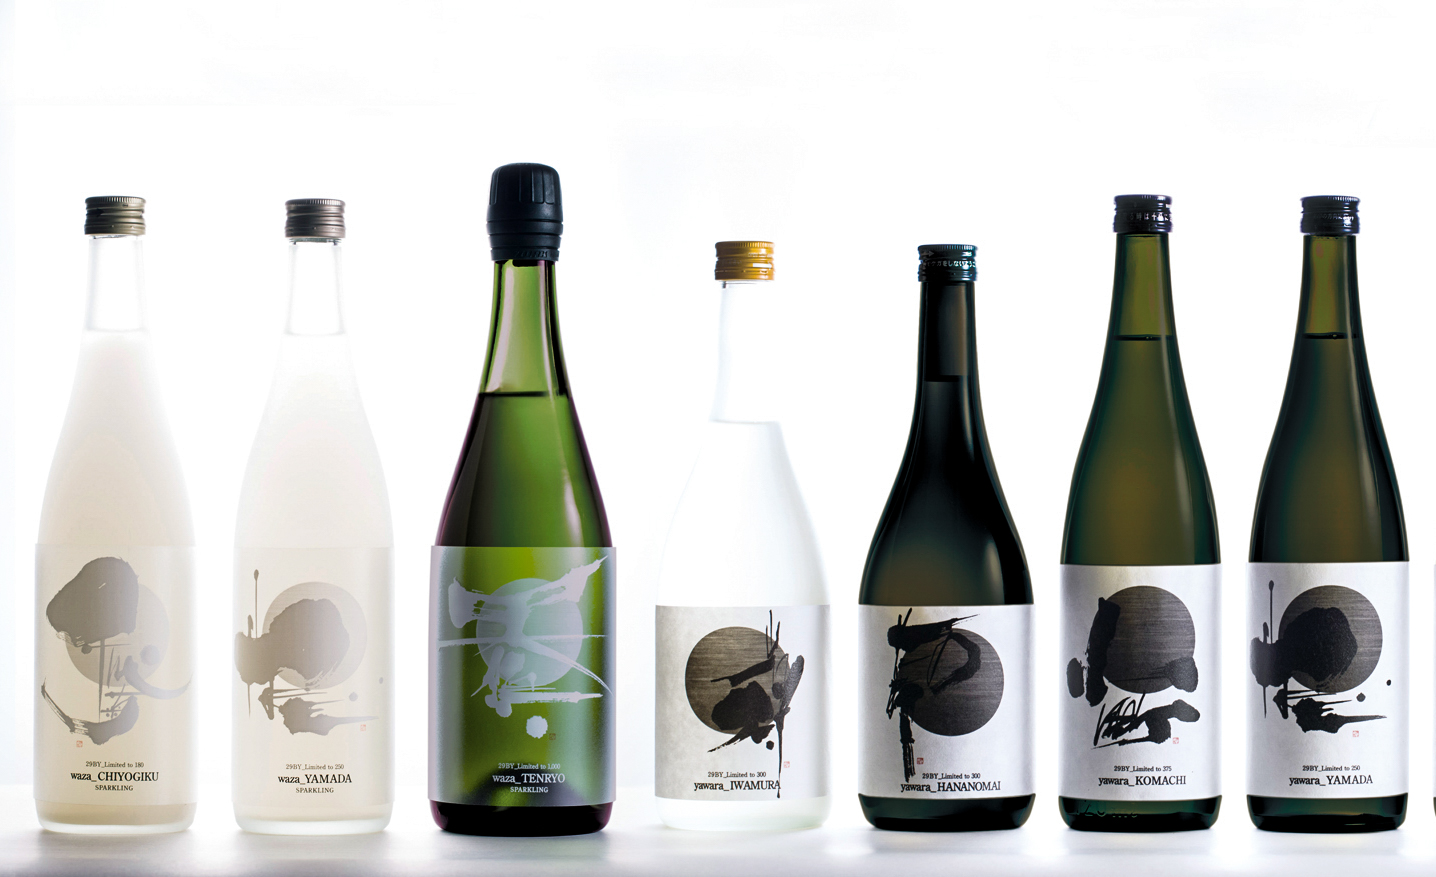 29BY_Limited to 180
waza_CHIYOGIKU
SPARKLING
29BY_Limited to 250
waza_YAMADA
SPARKLING
29BY_Limited to 1,000
waza_TENRYO
SPARKLING
29BY_Limited to 300
yawara_IWAMURA
29BY_Limited to 300
yawara_HANANOMAI
29BY_Limited to 375
yawara_KOMACHI
29BY_Limited to 250
yawara_YAMADA